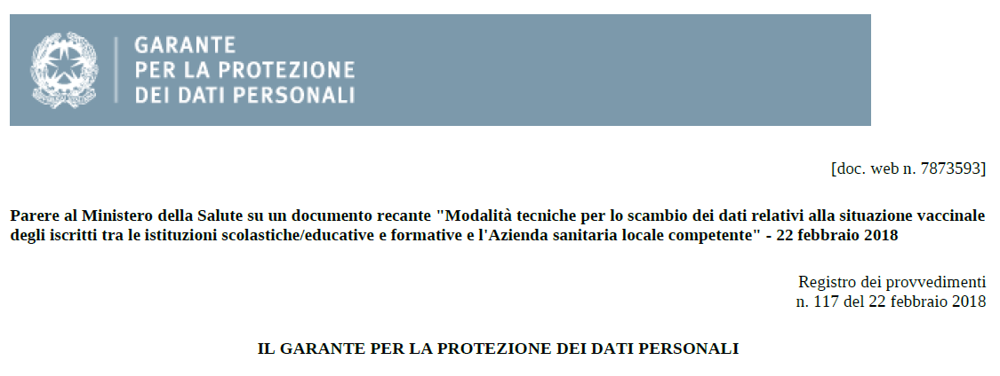 GARANTE
PER LA PROTEZIONE
DEI DATI PERSONALI
[doc. web n. 7873593]
Parere al Ministero della Salute su un documento recante "Modalità tecniche per lo scambio dei dati relativi alla situazione vaccinale
degli iscritti tra le istituzioni scolastiche/educative e formative e l'Azienda sanitaria locale competente" - 22 febbraio 2018
Registro dei provvedimenti
n. 117 del 22 febbraio 2018
IL GARANTE PER LA PROTEZIONE DEI DATI PERSONALI